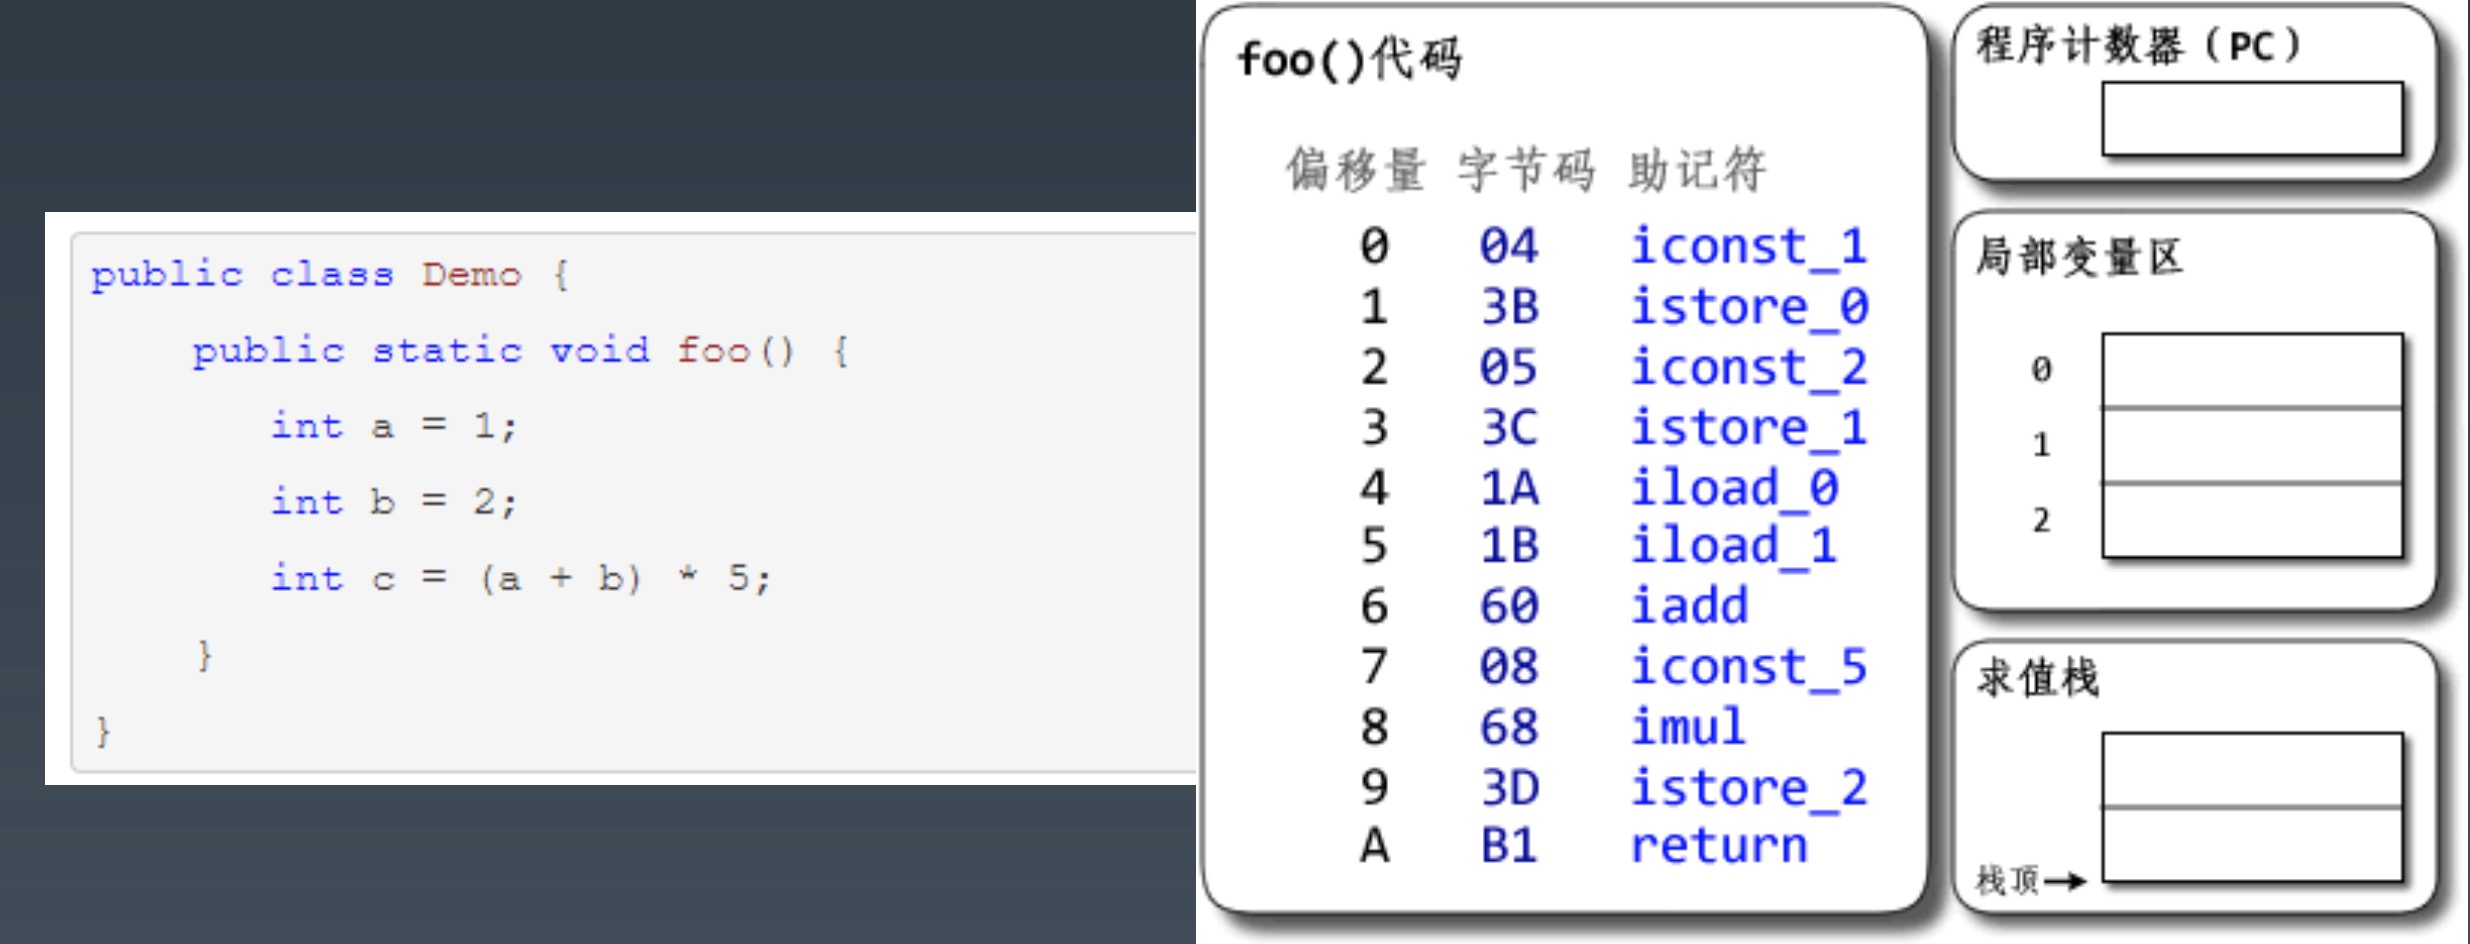 public class Demo {
public static void foo() {
int a = 1;
int b = 2;
int c = (a + b) * 5;
}
}
foo()代码
偏移量 字节码 助记符
0 04 iconst_1
1 3B istore_0
2 05 iconst_2
3 3C istore_1
4 1A iload_0
5 1B iload_1
6 60 iadd
7 08 iconst_5
8 68 imul
9 3D istore_2
A B1 return
程序计数器（PC）
局部变量区
0
1
2
求值栈
栈顶